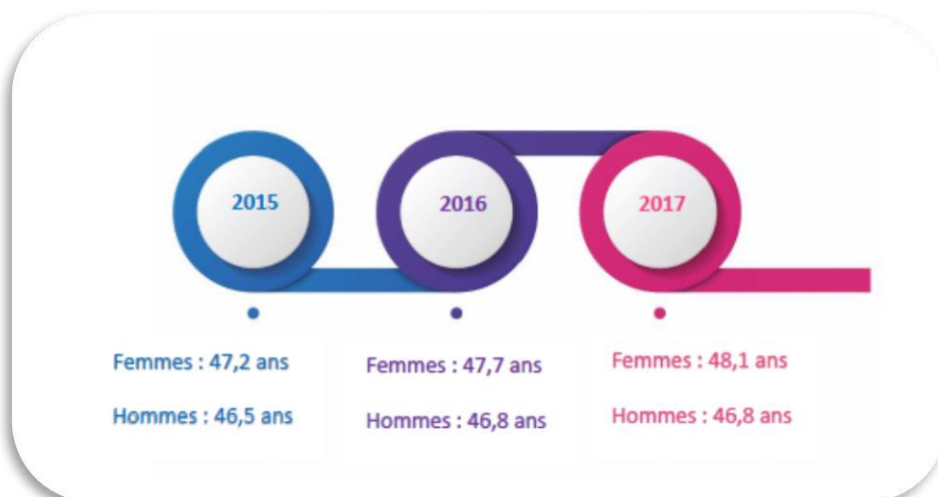 2015
2016
2017
Femmes : 47,2 ans
Hommes : 46,5 ans
Femmes : 47,7 ans
Hommes : 46,8 ans
Femmes : 48,1 ans
Hommes : 46,8 ans